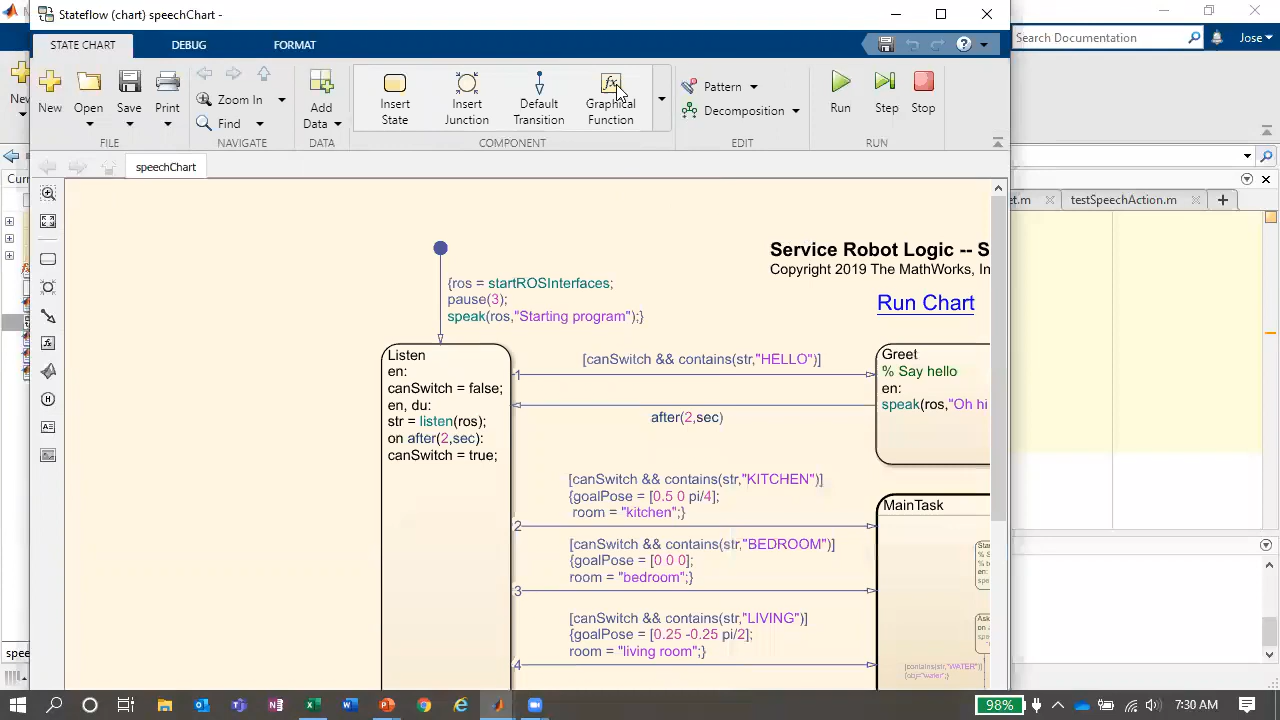 Stateflow (chart) speechChart -
STATE CHART
DEBUG
FORMAT
Search Documentation
Jose
New
Open
Save
Print
Zoom In
Find
Add
Data
Insert
State
Insert
Junction
Default
Transition
Graphical
Function
Pattern
Decomposition
Run
Step
Stop
FILE
NAVIGATE
DATA
COMPONENT
EDIT
RUN
speechChart
testSpeechAction.m
Service Robot Logic -- S
Copyright 2019 The MathWorks, In
Run Chart
{ros = startROSInterfaces;
pause(3);
speak(ros,"Starting program");}
Listen
en:
canSwitch = false;
en, du:
str = listen(ros);
on after(2,sec):
canSwitch = true;
1
[canSwitch && contains(str,"HELLO")]
after(2,sec)
Greet
% Say hello
en:
speak(ros,"Oh hi
2
[canSwitch && contains(str,"KITCHEN")]
{goalPose = [0.5 0 pi/4];
room = "kitchen";}
MainTask
3
[canSwitch && contains(str,"BEDROOM")]
{goalPose = [0 0 0];
room = "bedroom";}
4
[canSwitch && contains(str,"LIVING")]
{goalPose = [0.25 -0.25 pi/2];
room = "living room";}
[contains(str,"WATER")]
{obj="water";}
98%
7:30 AM